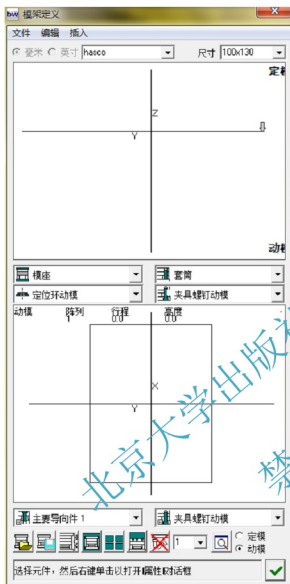 模架定义
文件 编辑 插入
毫米 英寸 hasco 尺寸 100x130
定模
Z
Y
动模
模座 套筒
定位环动模 夹具螺钉动模
动模 阵列 行程 高度
1 0.0 0.0
X
Y
主要导向件 1 夹具螺钉动模
1 定模
动模
选择元件，然后右键单击以打开属性对话框
北京大学出版社
禁